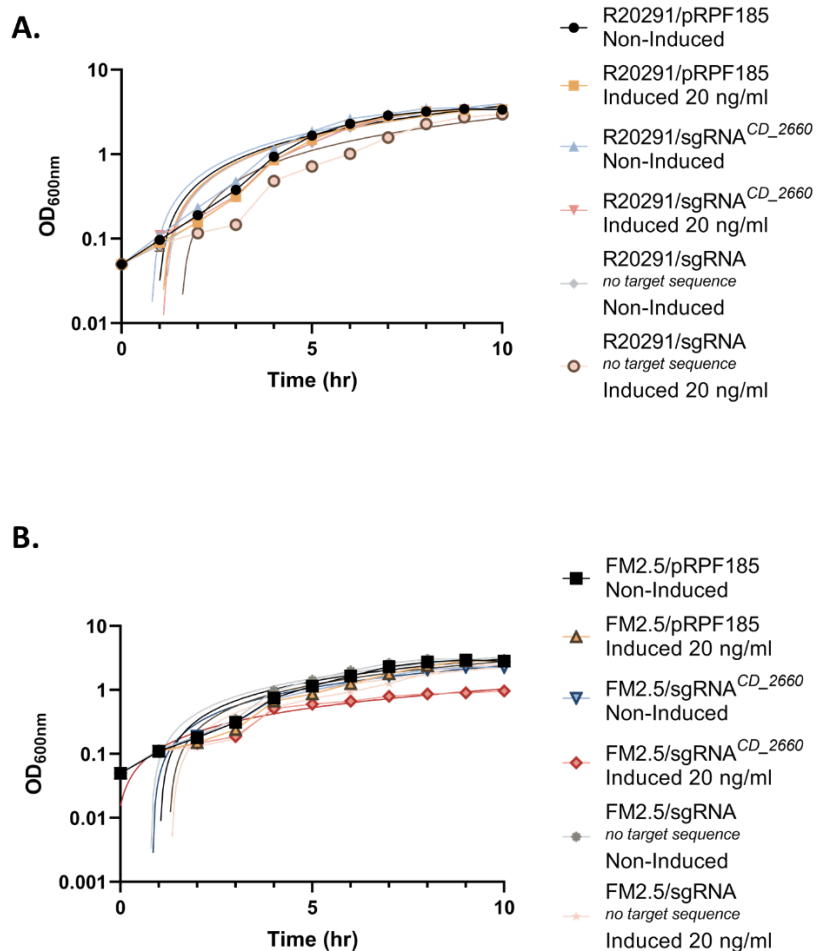 A.
10
1
0.1
0.01
0
5
10
OD600nm
Time (hr)
R20291/pRPF185
Non-Induced
R20291/pRPF185
Induced 20 ng/ml
R20291/sgRNACD_2660
Non-Induced
R20291/sgRNACD_2660
Induced 20 ng/ml
R20291/sgRNA
no target sequence
Non-Induced
R20291/sgRNA
no target sequence
Induced 20 ng/ml
B.
10
1
0.1
0.01
0.001
0
5
10
OD600nm
Time (hr)
FM2.5/pRPF185
Non-Induced
FM2.5/pRPF185
Induced 20 ng/ml
FM2.5/sgRNACD_2660
Non-Induced
FM2.5/sgRNACD_2660
Induced 20 ng/ml
FM2.5/sgRNA
no target sequence
Non-Induced
FM2.5/sgRNA
no target sequence
Induced 20 ng/ml